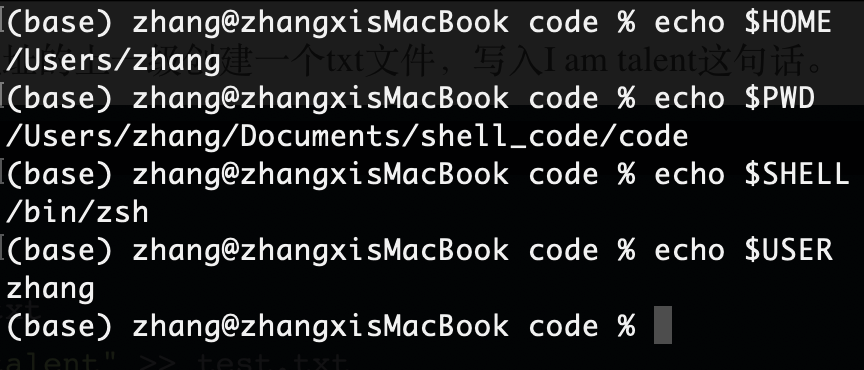 (base) zhang@zhangxisMacBook code % echo $HOME
/Users/zhang
级创建一个txt文件，写入I am talent这句话。
(base) zhang@zhangxisMacBook code % echo $PWD
/Users/zhang/Documents/shell_code/code
(base) zhang@zhangxisMacBook code % echo $SHELL
/bin/zsh
(base) zhang@zhangxisMacBook code % echo $USER
zhang
(base) zhang@zhangxisMacBook code %
alent" >> test.txt